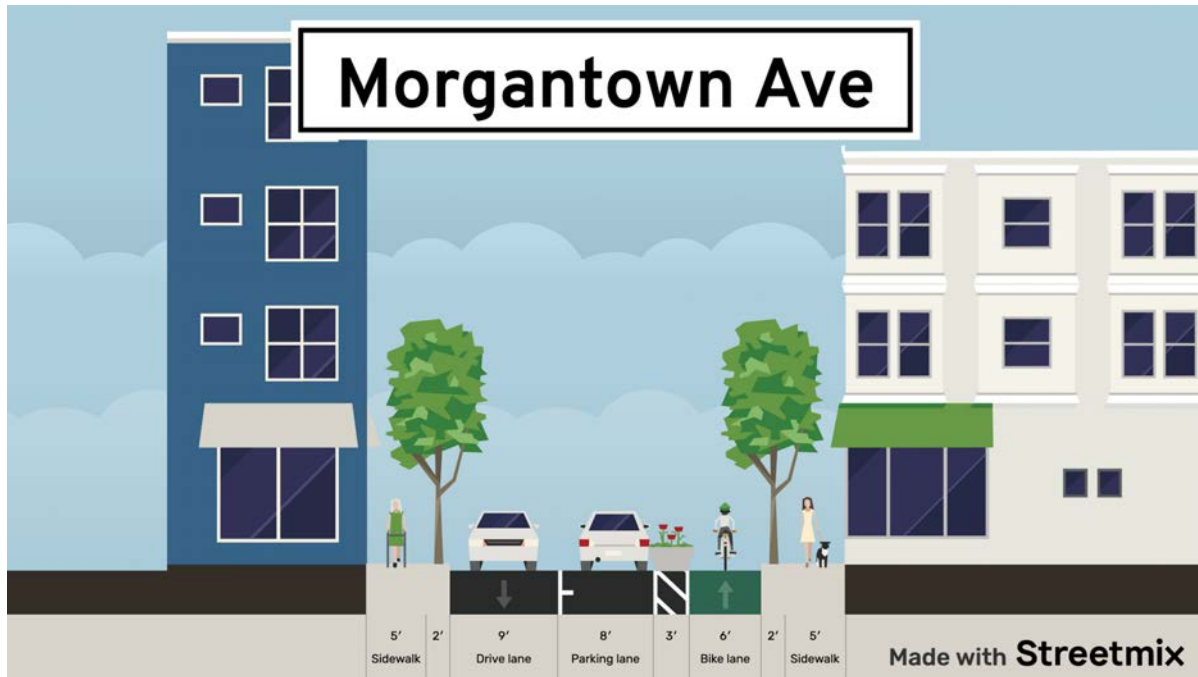 Morgantown Ave
5′ 2′ 9′ 8′ 3′ 6′ 2′ 5′
Sidewalk Drive lane Parking lane Bike lane Sidewalk
Made with Streetmix